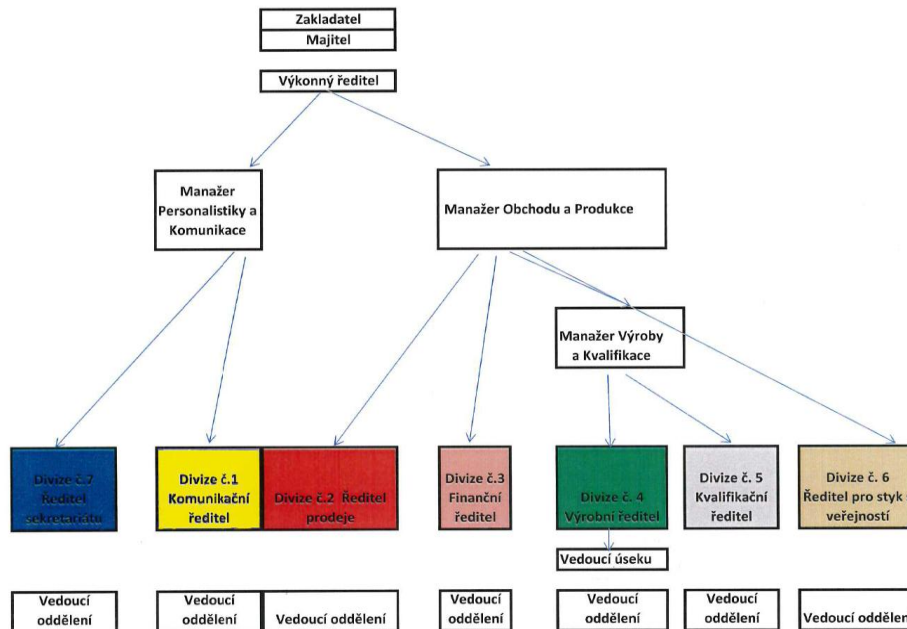 Zakladatel
Majitel
Výkonný ředitel
Manažer
Personalistiky a
Komunikace
Manažer Obchodu a Produkce
Manažer Výroby
a Kvalifikace
Divize č.7
Ředitel
sekretariátu
Divize č.1
Komunikační
ředitel
Divize č.2 Ředitel
prodeje
Divize č.3
Finanční
ředitel
Divize č. 4
Výrobní ředitel
Divize č. 5
Kvalifikační
ředitel
Divize č. 6
Ředitel pro styk s
veřejností
Vedoucí úseku
Vedoucí
oddělení
Vedoucí
oddělení
Vedoucí oddělení
Vedoucí
oddělení
Vedoucí
oddělení
Vedoucí
oddělení
Vedoucí oddělení